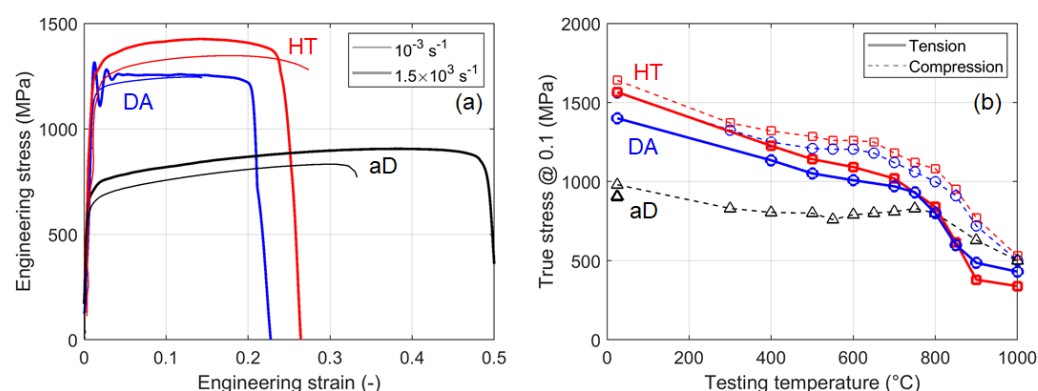 1500
1000
500
0
0
0.1
0.2
0.3
0.4
0.5
Engineering stress (MPa)
Engineering strain (-)
HT
DA
aD
10⁻³ s⁻¹
1.5×10³ s⁻¹
(a)
2000
1500
1000
500
0
0
200
400
600
800
1000
True stress @ 0.1 (MPa)
Testing temperature (°C)
HT
DA
aD
Tension
Compression
(b)